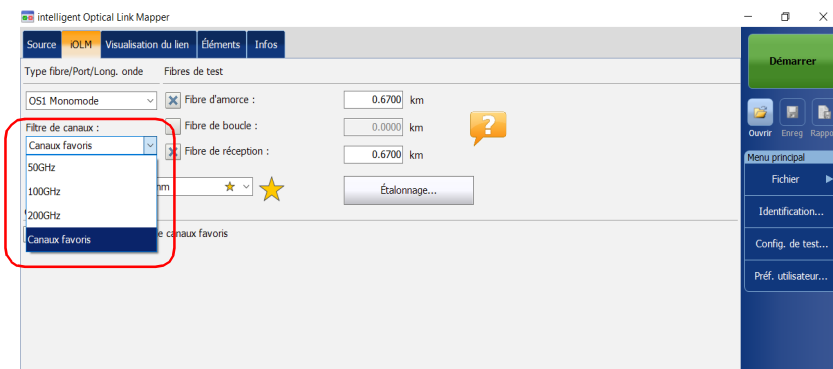 intelligent Optical Link Mapper
Source iOLM Visualisation du lien Éléments Infos
Type fibre/Port/Long. onde Fibres de test
OS1 Monomode Fibre d'amorce : 0.6700 km
Filtre de canaux : Fibre de boucle : 0.0000 km
Canaux favoris Fibre de réception : 0.6700 km
50GHz
100GHz nm Étalonnage...
200GHz
Canaux favoris e canaux favoris
Démarrer
Ouvrir Enreg Rappo
Menu principal
Fichier
Identification...
Config. de test...
Préf. utilisateur...